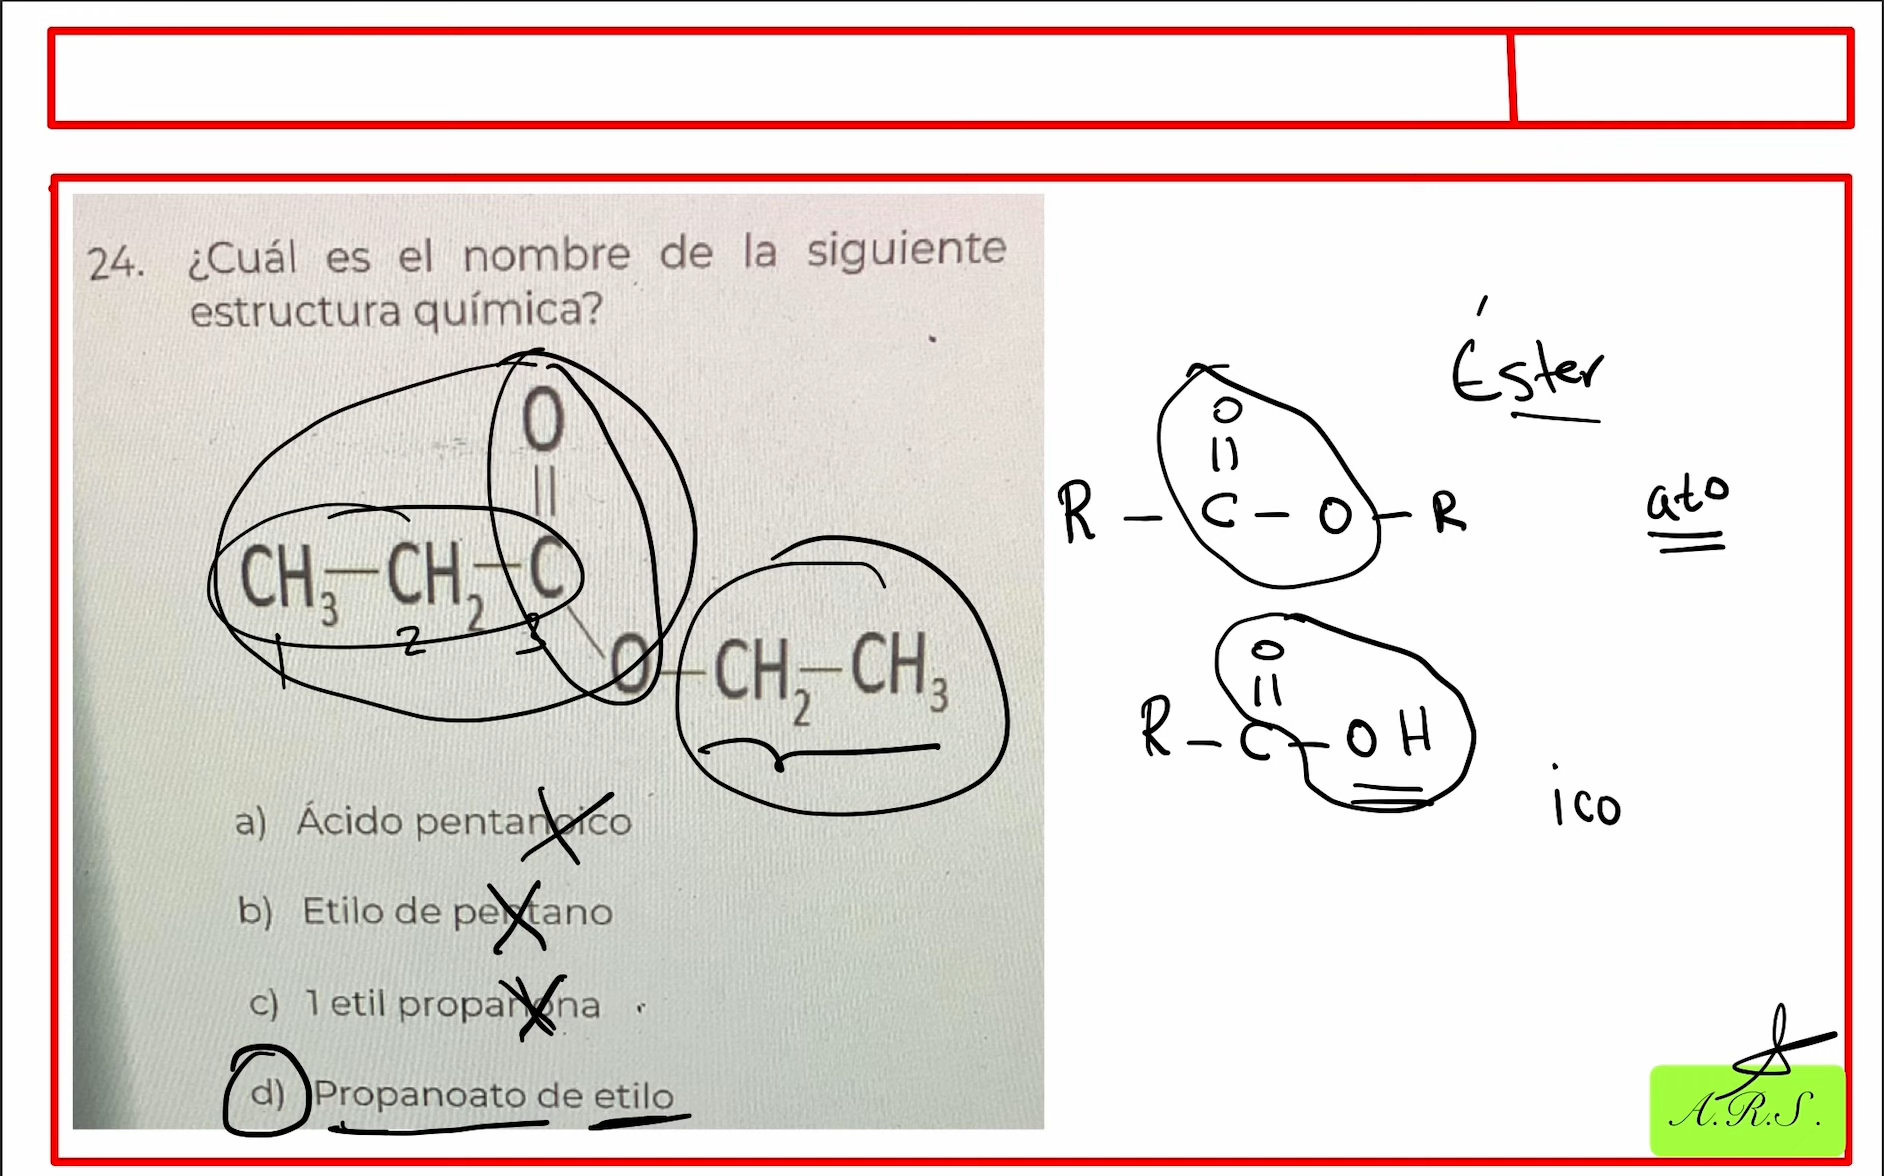 24. ¿Cuál es el nombre de la siguiente
estructura química?
O
||
CH₃—CH₂—C
1 2 3
O—CH₂—CH₃
a) Ácido pentanoico
b) Etilo de pentano
c) 1 etil propanona
d) Propanoato de etilo
Éster
O
||
R – C – O – R
ato
O
||
R – C – OH
ico
A.R.S.